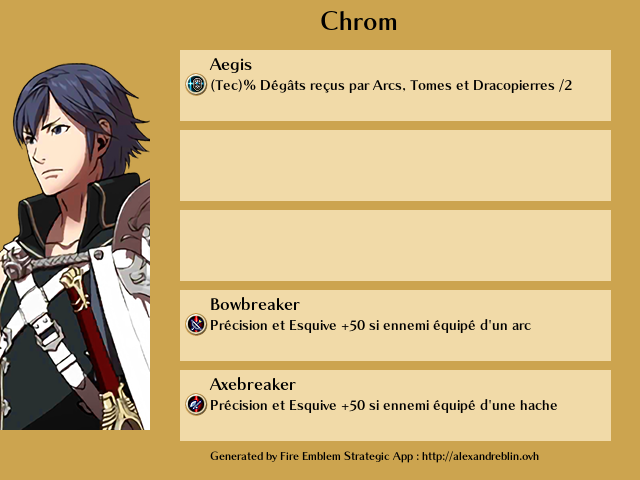 Chrom
Aegis
(Tec)% Dégâts reçus par Arcs, Tomes et Dracopierres /2
Bowbreaker
Précision et Esquive +50 si ennemi équipé d'un arc
Axebreaker
Précision et Esquive +50 si ennemi équipé d'une hache
Generated by Fire Emblem Strategic App : http://alexandreblin.ovh